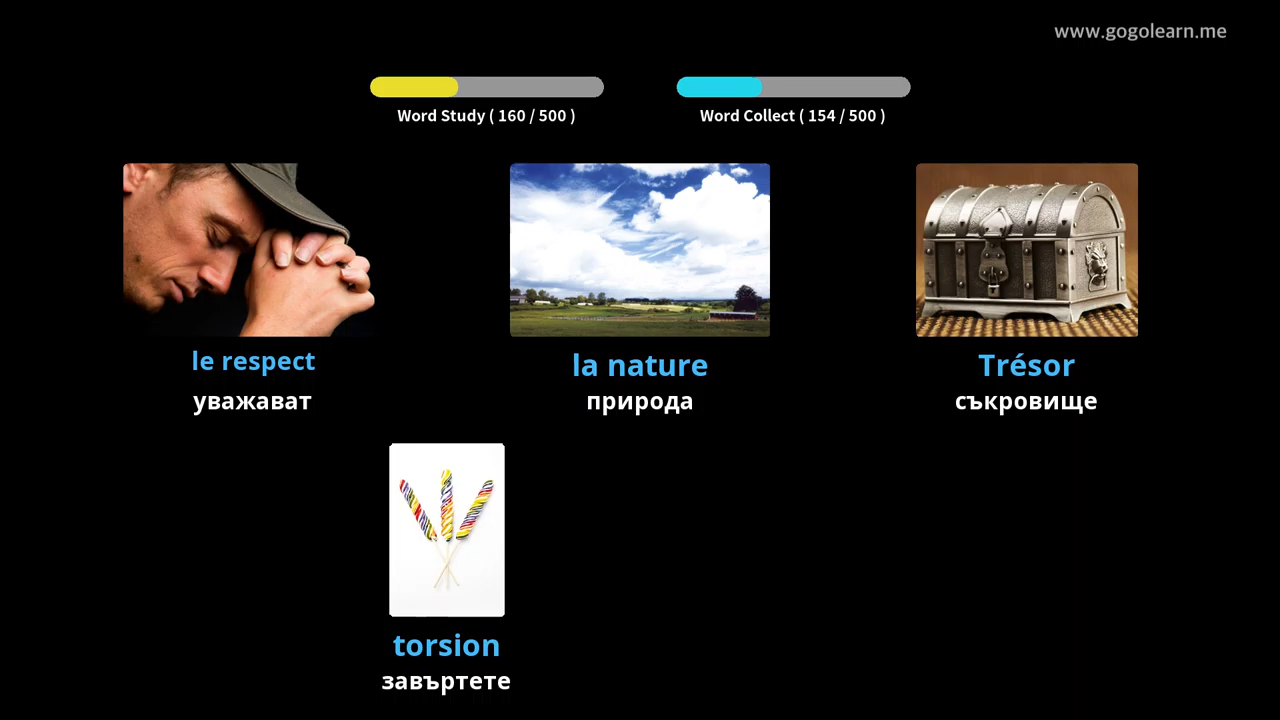 www.gogolearn.me
Word Study ( 160 / 500 )
Word Collect ( 154 / 500 )
le respect
уважават
la nature
природа
Trésor
съкровище
torsion
завъртете